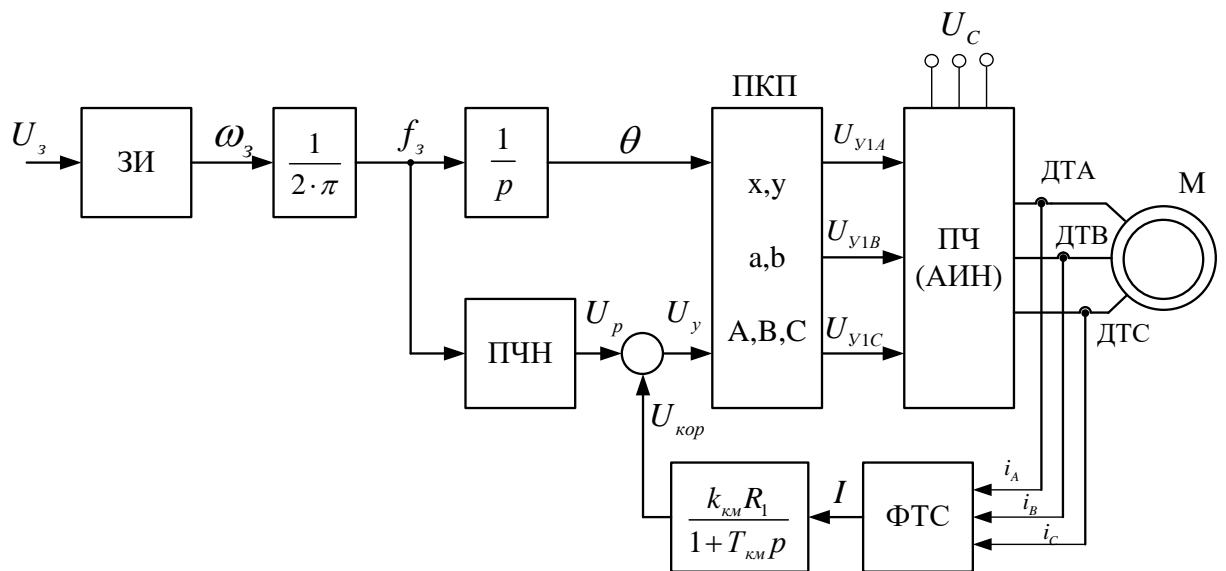 U_C
ПКП
U_з
ЗИ
ω_з
1 / (2·π)
f_з
1 / p
θ
x,y
a,b
A,B,C
U_У1A
U_У1B
U_У1C
ПЧ
(АИН)
ДТА
ДТВ
ДТС
М
ПЧН
U_p
U_y
U_кор
k_км R_1 / (1+T_км p)
I
ФТС
i_A
i_B
i_C